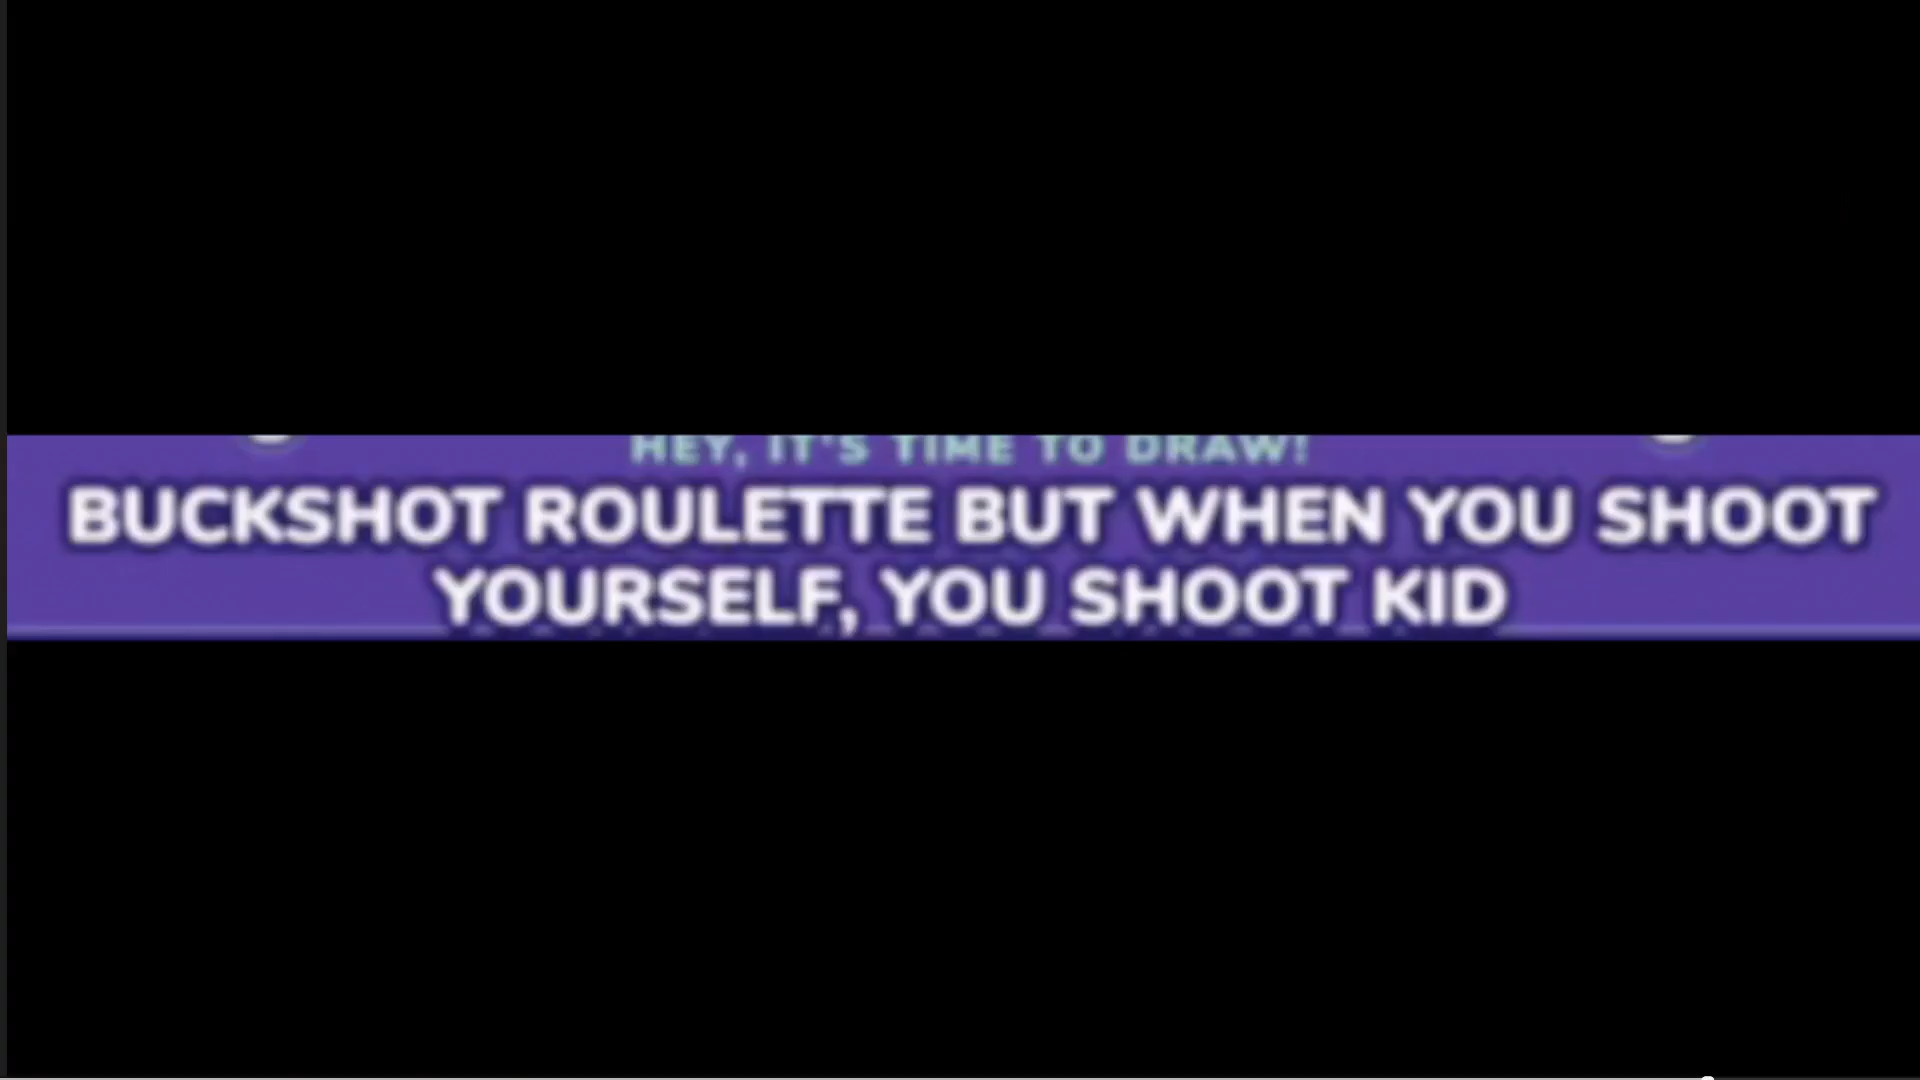 HEY, IT'S TIME TO DRAW!
BUCKSHOT ROULETTE BUT WHEN YOU SHOOT
YOURSELF, YOU SHOOT KID